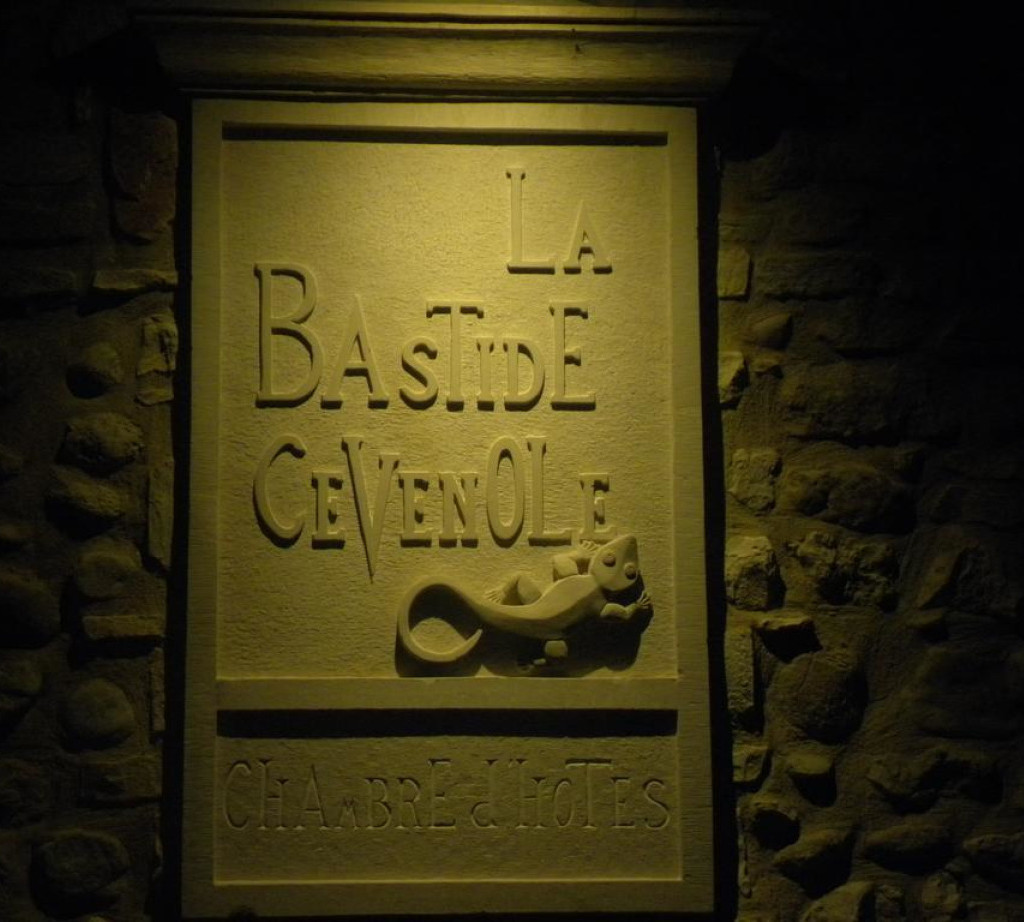 LA
BASTIDE
CEVENOLE
CHAMBRE d'HOTES